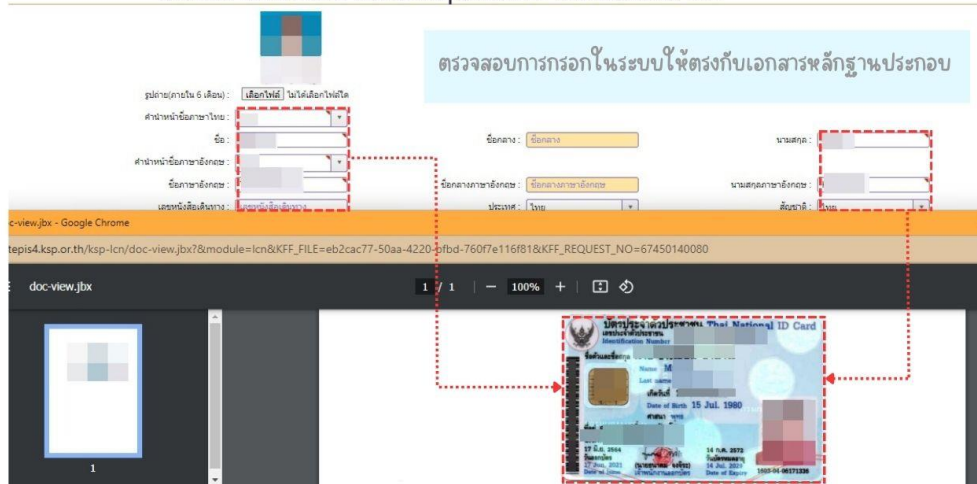 ตรวจสอบการกรอกในระบบให้ตรงกับเอกสารหลักฐานประกอบ
รูปถ่าย(ภายใน 6 เดือน) : เลือกไฟล์ ไม่ได้เลือกไฟล์ใด
คำนำหน้าชื่อภาษาไทย :
ชื่อ : ชื่อกลาง : ชื่อกลาง นามสกุล :
คำนำหน้าชื่อภาษาอังกฤษ :
ชื่อภาษาอังกฤษ : ชื่อกลางภาษาอังกฤษ : ชื่อกลางภาษาอังกฤษ นามสกุลภาษาอังกฤษ :
เลขหนังสือเดินทาง : เลขหนังสือเดินทาง ประเทศ : ไทย สัญชาติ : ไทย
c-view.jbx - Google Chrome
tepis4.ksp.or.th/ksp-lcn/doc-view.jbx?&module=lcn&KFF_FILE=eb2cac77-50aa-4220-bfbd-760f7e116f81&KFF_REQUEST_NO=67450140080
doc-view.jbx 1 / 1 100%
บัตรประจำตัวประชาชน Thai National ID Card
เลขประจำตัวประชาชน
Identification Number
ชื่อตัวและชื่อสกุล
Name M
Last name
เกิดวันที่
Date of Birth 15 Jul. 1980
ศาสนา พุทธ
ที่อยู่
17 มิ.ย. 2564 14 ก.ค. 2572
วันออกบัตร วันบัตรหมดอายุ
17 Jun. 2021 14 Jul. 2029
Date of Issue เจ้าพนักงานออกบัตร Date of Expiry
1